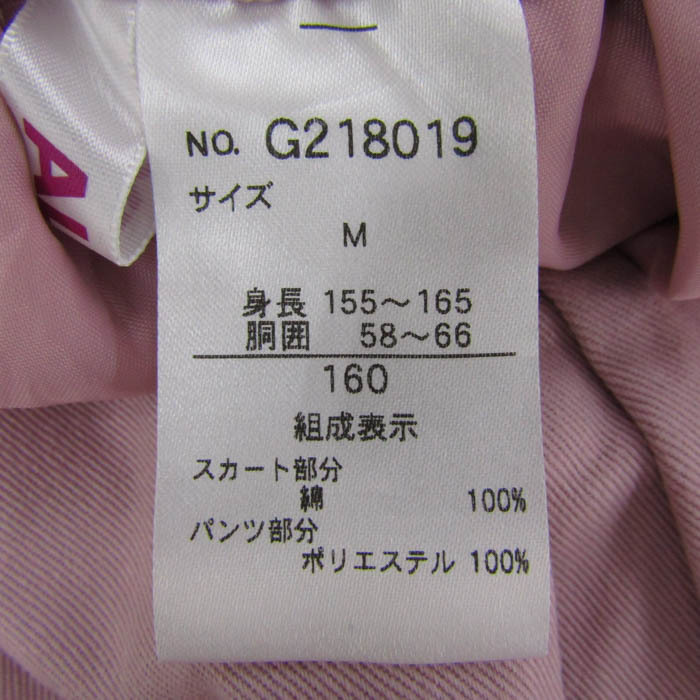 NO. G218019
サイズ
M
身長 155～165
胴囲 58～66
160
組成表示
スカート部分
綿 100%
パンツ部分
ポリエステル 100%